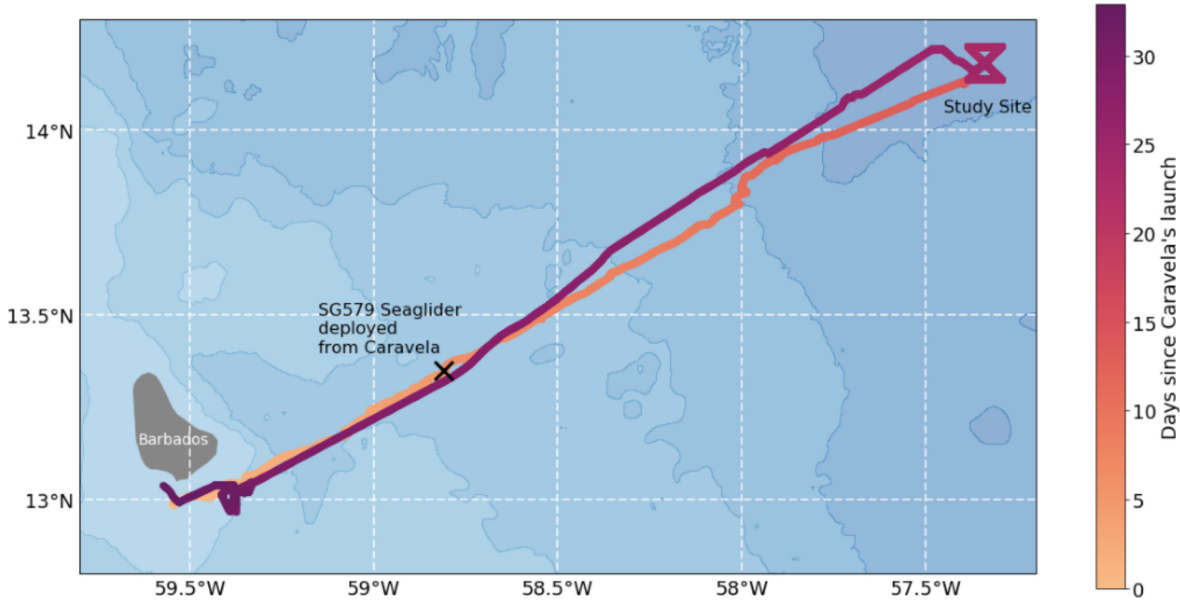 14°N
13.5°N
13°N
59.5°W
59°W
58.5°W
58°W
57.5°W
Study Site
SG579 Seaglider
deployed
from Caravela
Barbados
30
25
20
15
10
5
0
Days since Caravela's launch